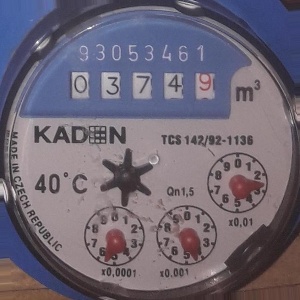 93053461
03749 m³
KADEN
TCS 142/92-1136
MADE IN CZECH REPUBLIC
40°C
Qn1,5
x0,01
x0,0001
x0,001